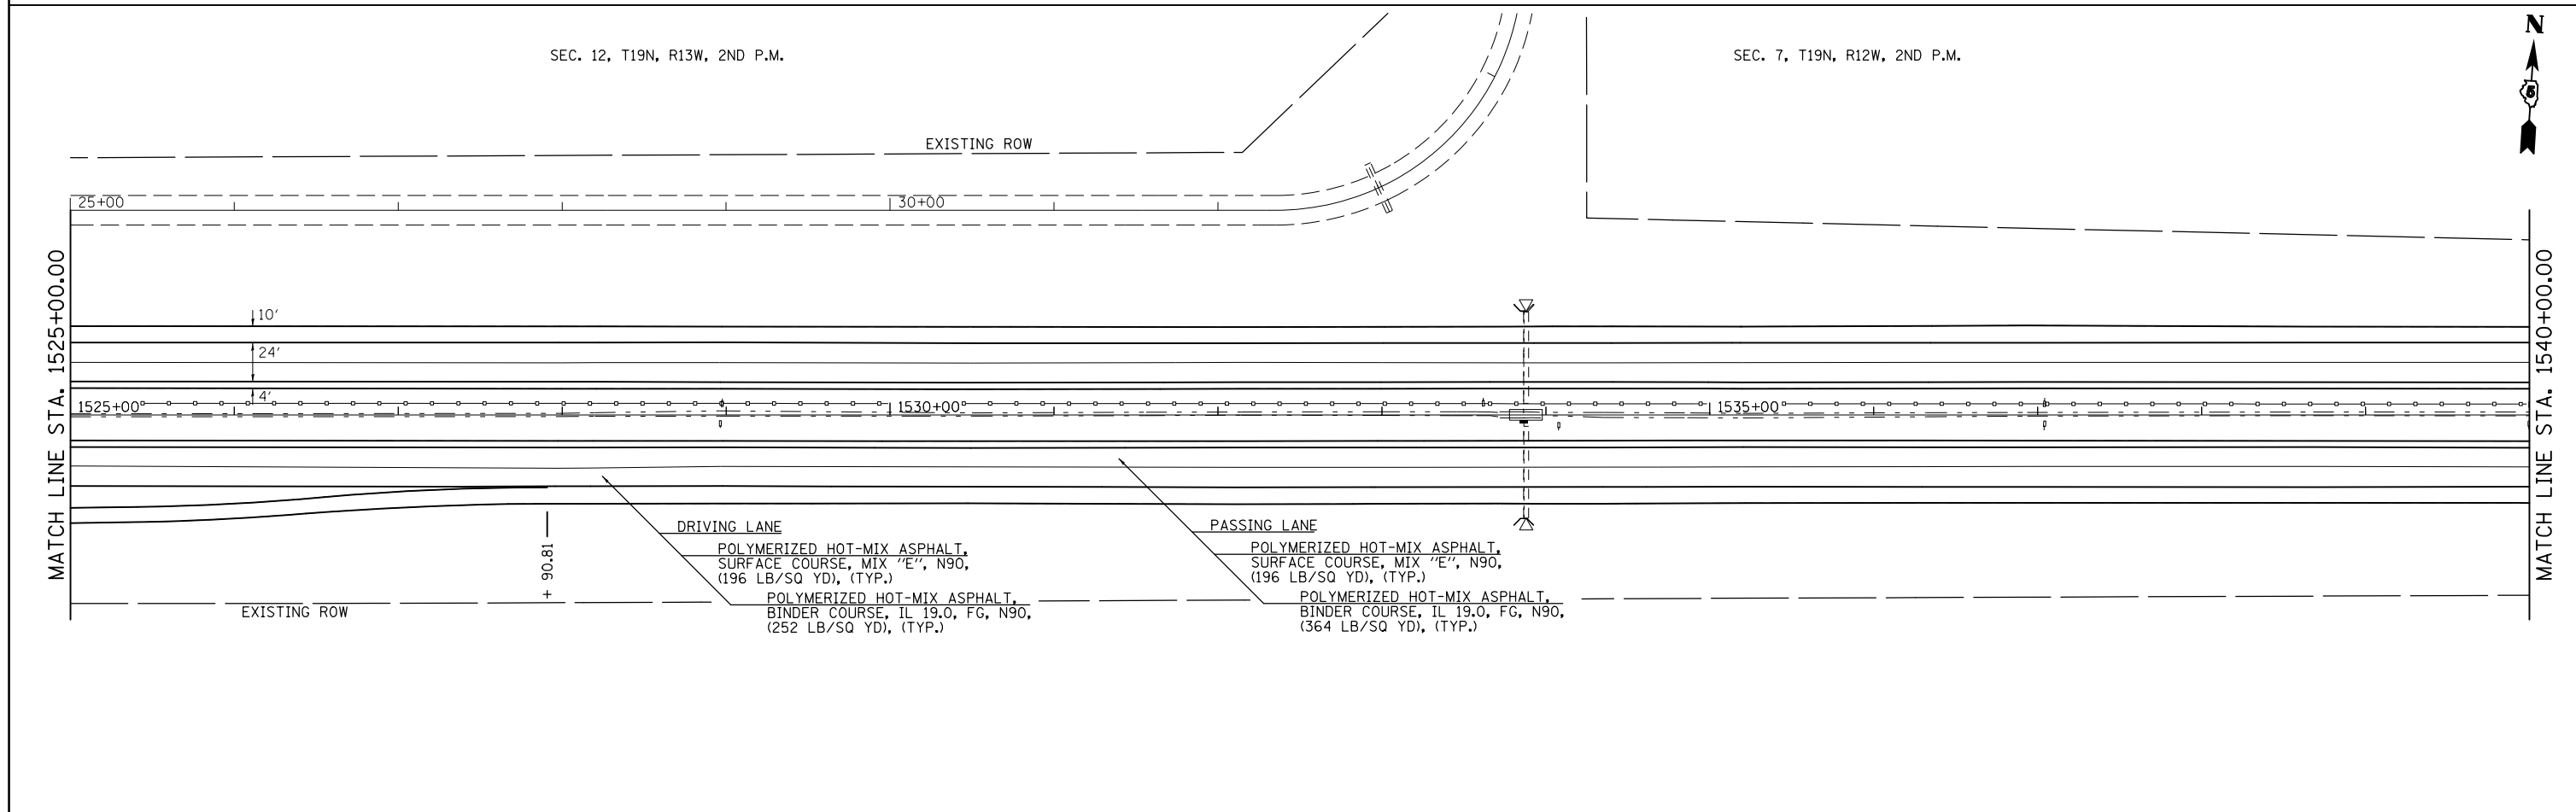 SEC. 12, T19N, R13W, 2ND P.M.
SEC. 7, T19N, R12W, 2ND P.M.
N
5
EXISTING ROW
25+00
30+00
MATCH LINE STA. 1525+00.00
MATCH LINE STA. 1540+00.00
10'
24'
4'
1525+00
1530+00
1535+00
+ 90.81
DRIVING LANE
POLYMERIZED HOT-MIX ASPHALT,
SURFACE COURSE, MIX "E", N90,
(196 LB/SQ YD), (TYP.)
POLYMERIZED HOT-MIX ASPHALT,
BINDER COURSE, IL 19.0, FG, N90,
(252 LB/SQ YD), (TYP.)
PASSING LANE
POLYMERIZED HOT-MIX ASPHALT,
SURFACE COURSE, MIX "E", N90,
(196 LB/SQ YD), (TYP.)
POLYMERIZED HOT-MIX ASPHALT,
BINDER COURSE, IL 19.0, FG, N90,
(364 LB/SQ YD), (TYP.)
EXISTING ROW